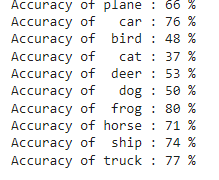 Accuracy of plane : 66 %
Accuracy of   car : 76 %
Accuracy of  bird : 48 %
Accuracy of   cat : 37 %
Accuracy of  deer : 53 %
Accuracy of   dog : 50 %
Accuracy of  frog : 80 %
Accuracy of horse : 71 %
Accuracy of  ship : 74 %
Accuracy of truck : 77 %